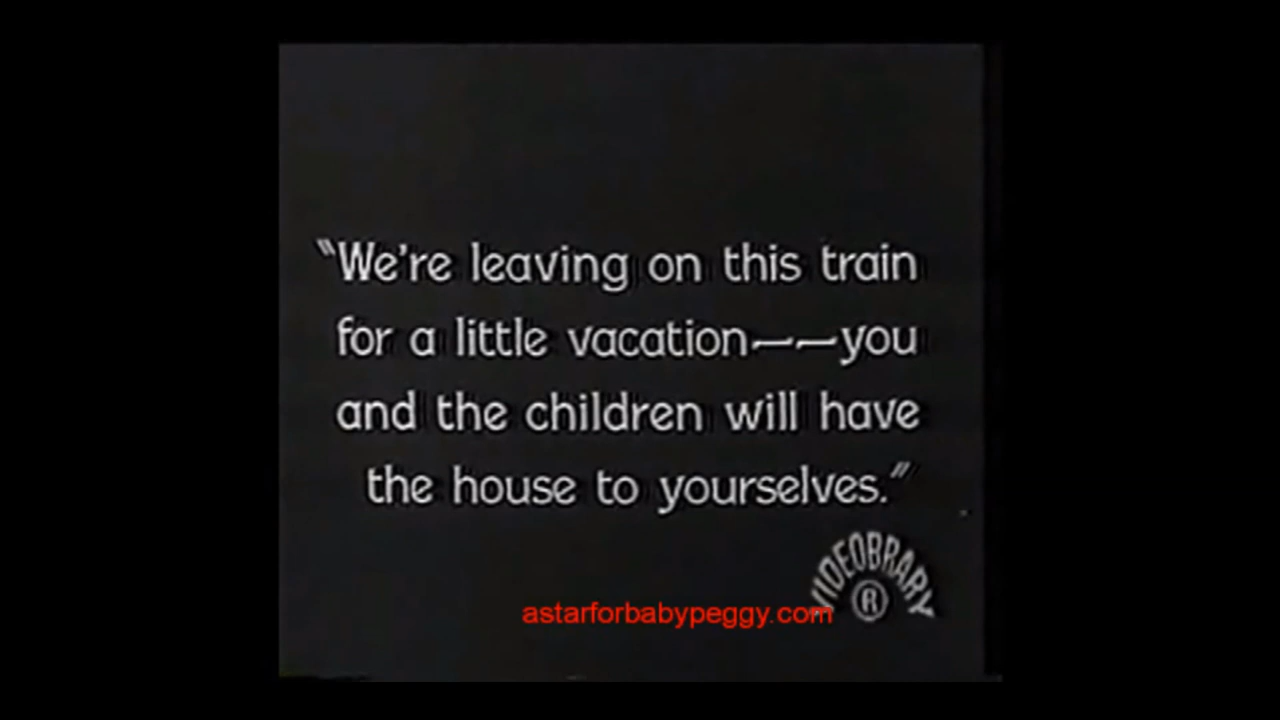 “We're leaving on this train
for a little vacation——you
and the children will have
the house to yourselves.”
VIDEOBRARY
®
astarforbabypeggy.com